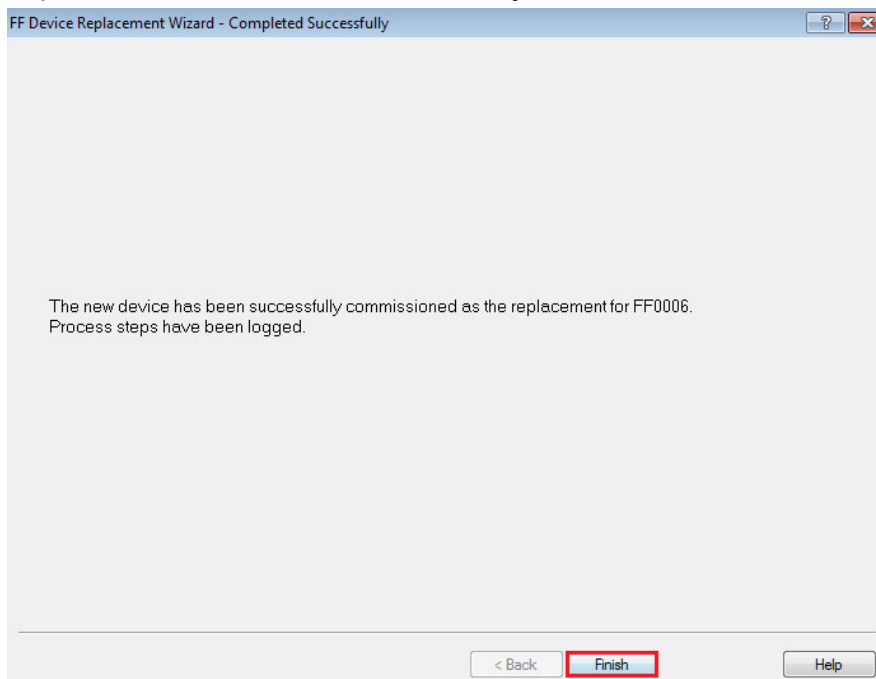 FF Device Replacement Wizard - Completed Successfully
The new device has been successfully commissioned as the replacement for FF0006.
Process steps have been logged.
< Back Finish Help